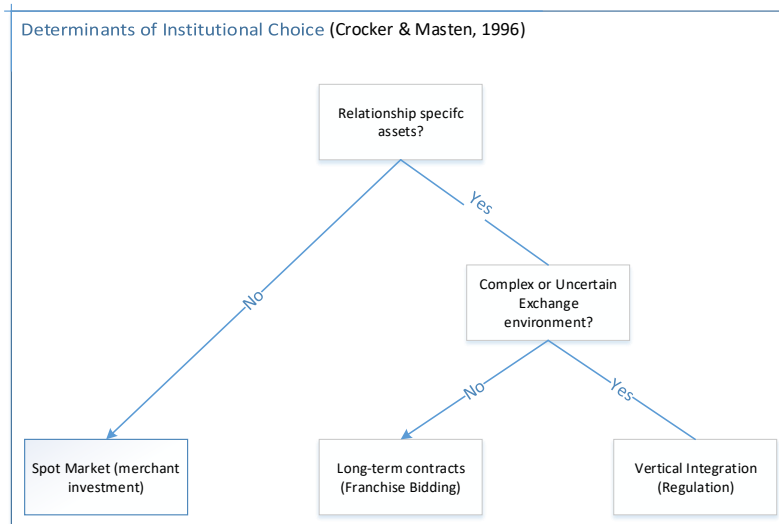 Determinants of Institutional Choice (Crocker & Masten, 1996)
Relationship specifc
assets?
Yes
Complex or Uncertain
Exchange
environment?
No
No
Yes
Spot Market (merchant
investment)
Long-term contracts
(Franchise Bidding)
Vertical Integration
(Regulation)